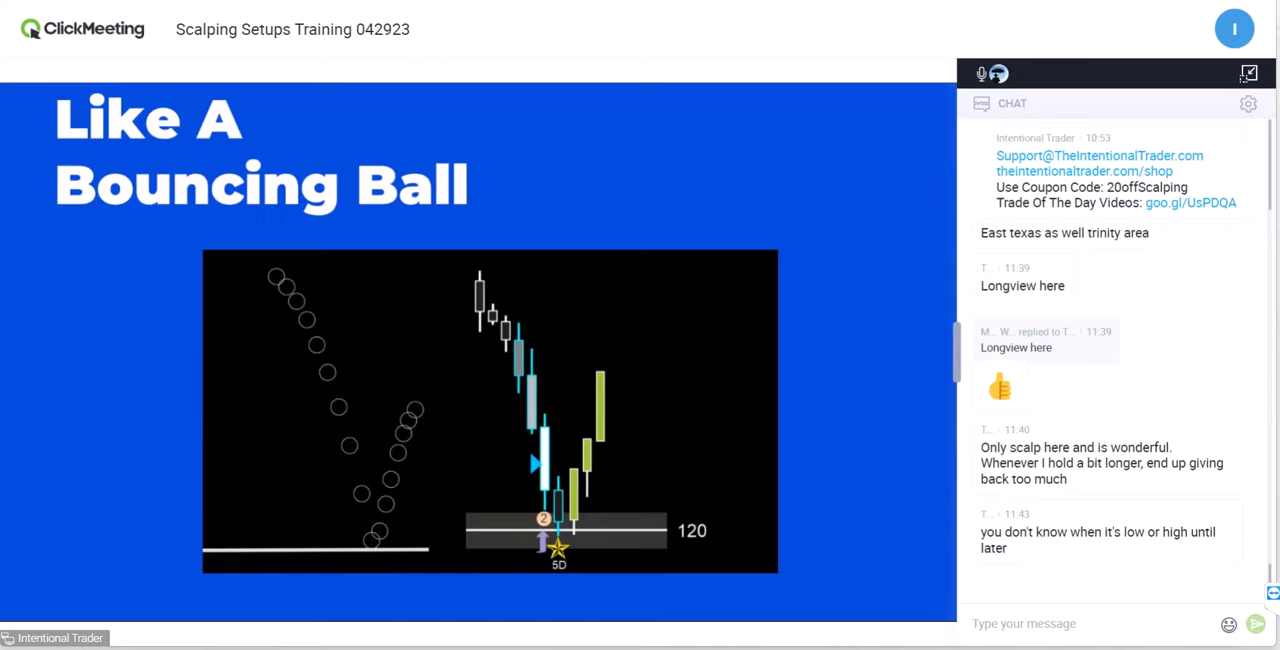 ClickMeeting
Scalping Setups Training 042923
I
Like A
Bouncing Ball
2
120
5D
Intentional Trader
CHAT
Intentional Trader 10:53
Support@TheIntentionalTrader.com
theintentionaltrader.com/shop
Use Coupon Code: 20offScalping
Trade Of The Day Videos: goo.gl/UsPDQA
East texas as well trinity area
T... 11:39
Longview here
M... W... replied to T... 11:39
Longview here
T... 11:40
Only scalp here and is wonderful.
Whenever I hold a bit longer, end up giving
back too much
T... 11:43
you don't know when it's low or high until
later
Type your message